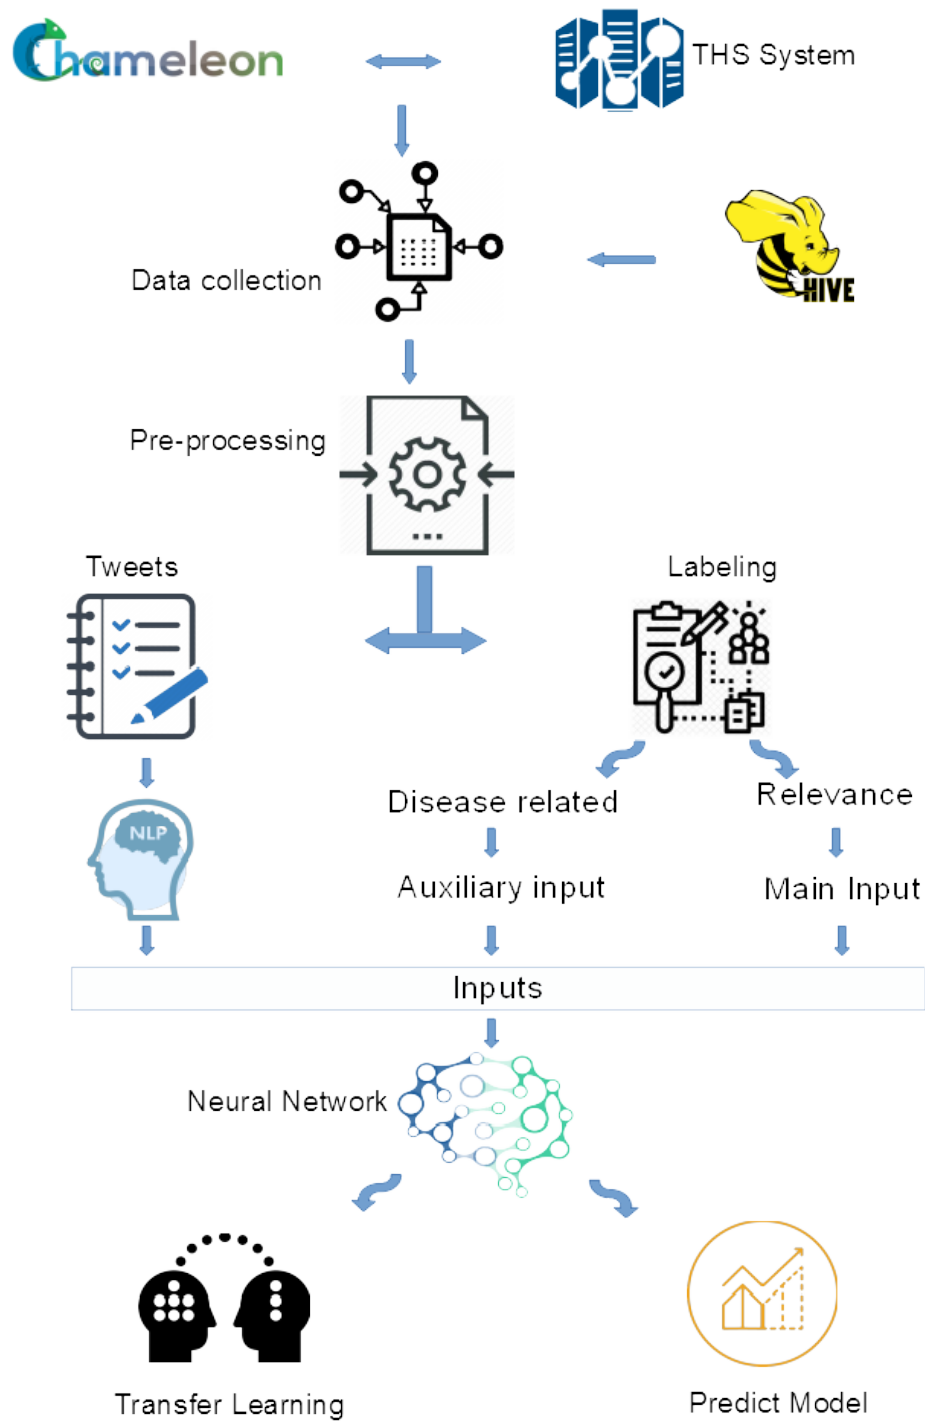 Chameleon
THS System
Data collection
HIVE
Pre-processing
Tweets
Labeling
NLP
Disease related
Relevance
Auxiliary input
Main Input
Inputs
Neural Network
Transfer Learning
Predict Model